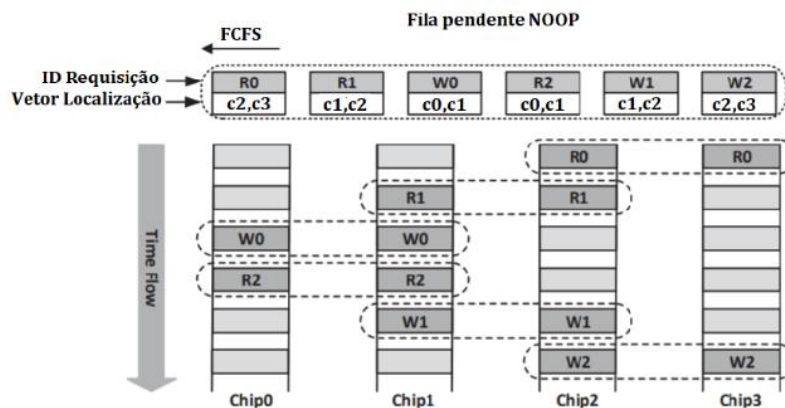 Fila pendente NOOP
FCFS
ID Requisição R0 R1 W0 R2 W1 W2
Vetor Localização c2,c3 c1,c2 c0,c1 c0,c1 c1,c2 c2,c3
Time Flow
R0 R0
R1 R1
W0 W0
R2 R2
W1 W1
W2 W2
Chip0 Chip1 Chip2 Chip3